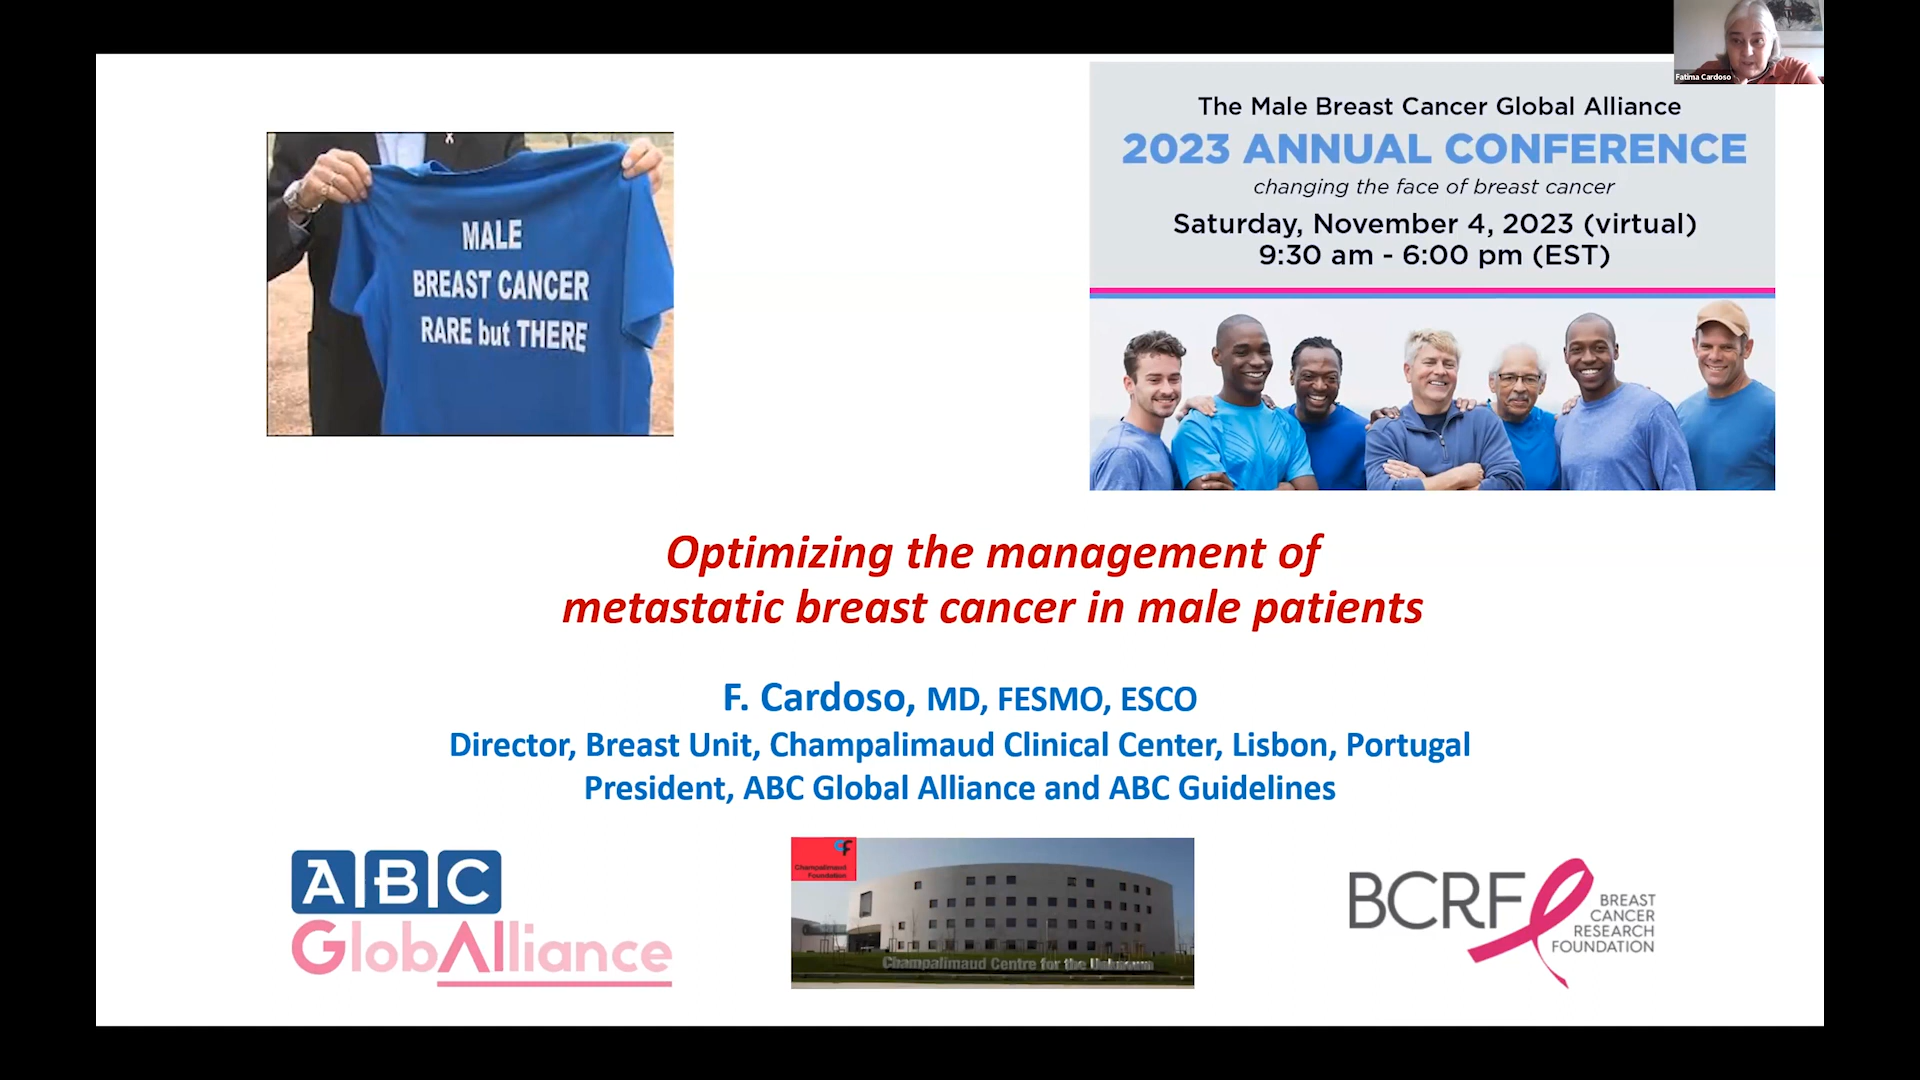 Fatima Cardoso
The Male Breast Cancer Global Alliance
2023 ANNUAL CONFERENCE
changing the face of breast cancer
Saturday, November 4, 2023 (virtual)
9:30 am - 6:00 pm (EST)
MALE
BREAST CANCER
RARE but THERE
Optimizing the management of
metastatic breast cancer in male patients
F. Cardoso, MD, FESMO, ESCO
Director, Breast Unit, Champalimaud Clinical Center, Lisbon, Portugal
President, ABC Global Alliance and ABC Guidelines
ABC
GlobAlliance
CF
Champalimaud
Foundation
Champalimaud Centre for the Unknown
BCRF
BREAST
CANCER
RESEARCH
FOUNDATION